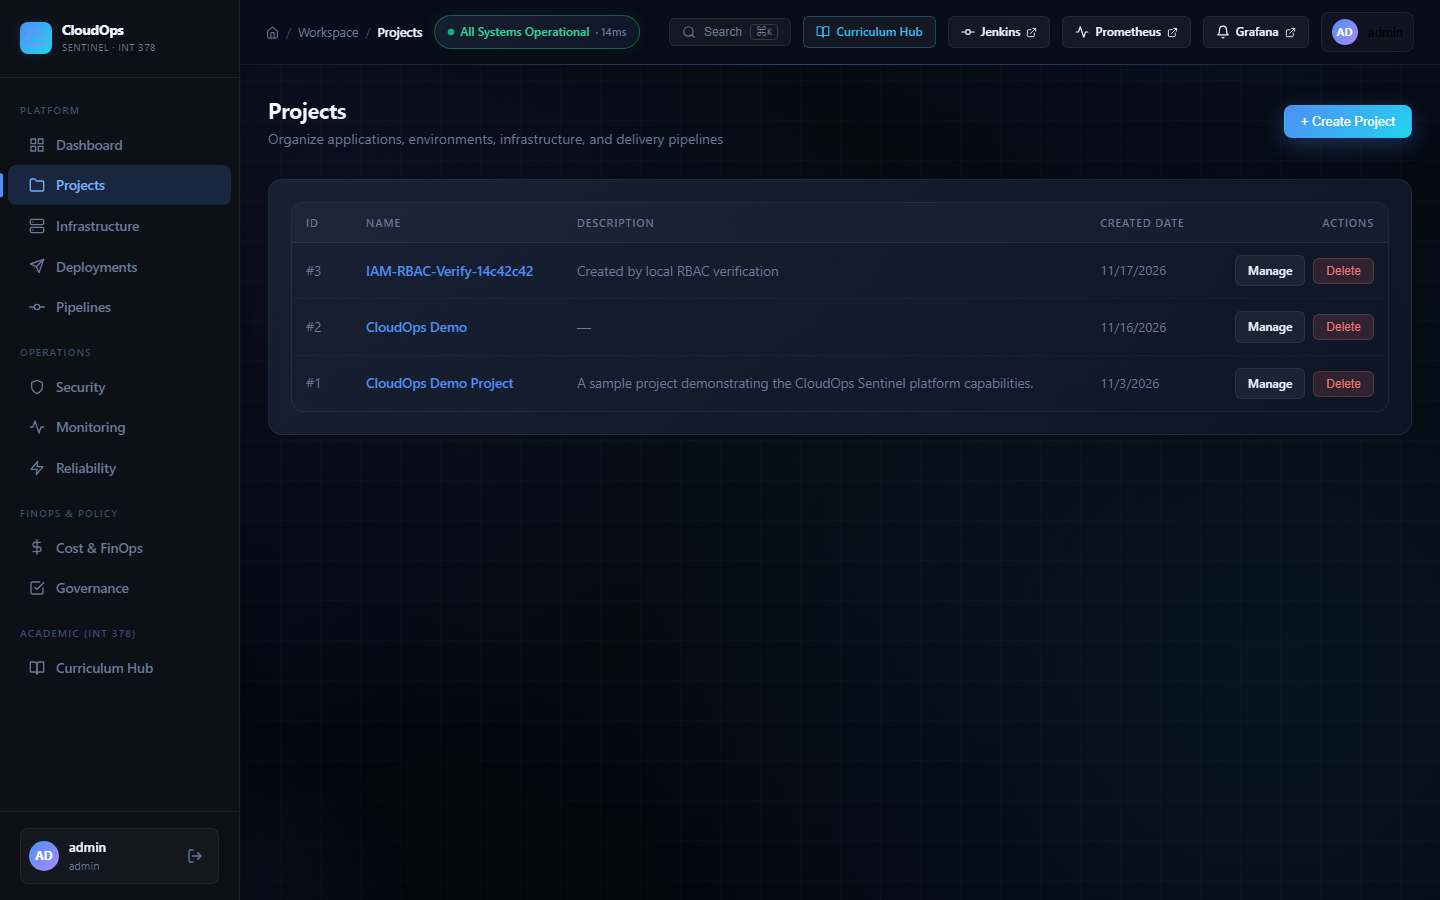 CloudOps
SENTINEL · INT 378
PLATFORM
Dashboard
Projects
Infrastructure
Deployments
Pipelines
OPERATIONS
Security
Monitoring
Reliability
FINOPS & POLICY
Cost & FinOps
Governance
ACADEMIC (INT 378)
Curriculum Hub
AD admin
admin
/ Workspace / Projects All Systems Operational · 14ms Search ⌘K Curriculum Hub Jenkins Prometheus Grafana AD admin
Projects
Organize applications, environments, infrastructure, and delivery pipelines
+ Create Project
ID NAME DESCRIPTION CREATED DATE ACTIONS
#3 IAM-RBAC-Verify-14c42c42 Created by local RBAC verification 11/17/2026 Manage Delete
#2 CloudOps Demo — 11/16/2026 Manage Delete
#1 CloudOps Demo Project A sample project demonstrating the CloudOps Sentinel platform capabilities. 11/3/2026 Manage Delete